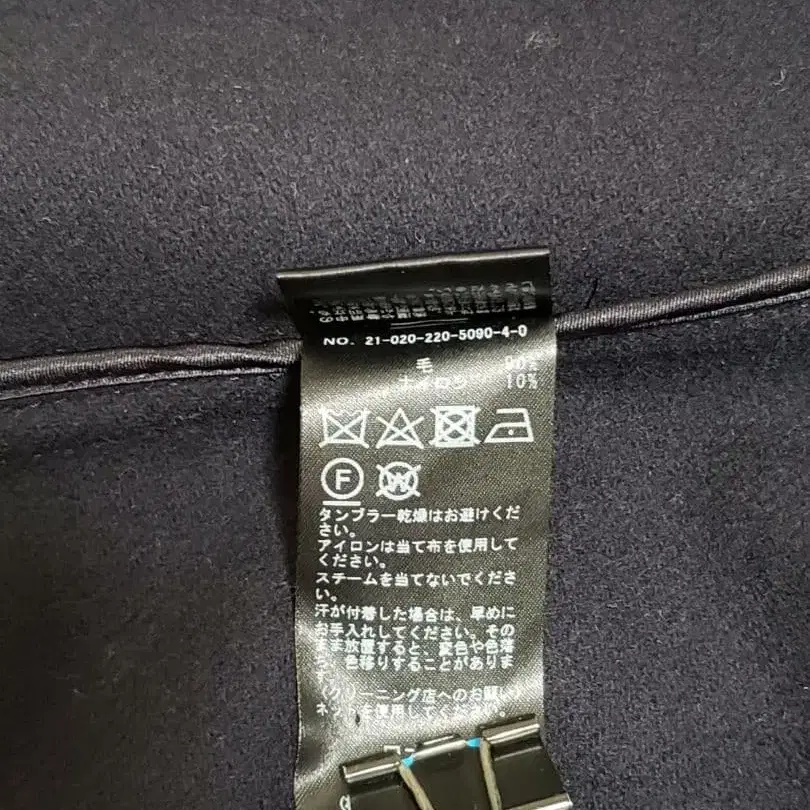 NO. 21-020-220-5090-4-0
毛 90%
ナイロン 10%
F
W
タンブラー乾燥はお避けくだ
さい。
アイロンは当て布を使用して
ください。
スチームを当てないでくださ
い。
汗が付着した場合は、早めに
お手入れしてください。その
まま放置すると、変色や色落
ち、色移りすることがありま
す。
〈クリーニング店へのお願い〉
ネットを使用してください。